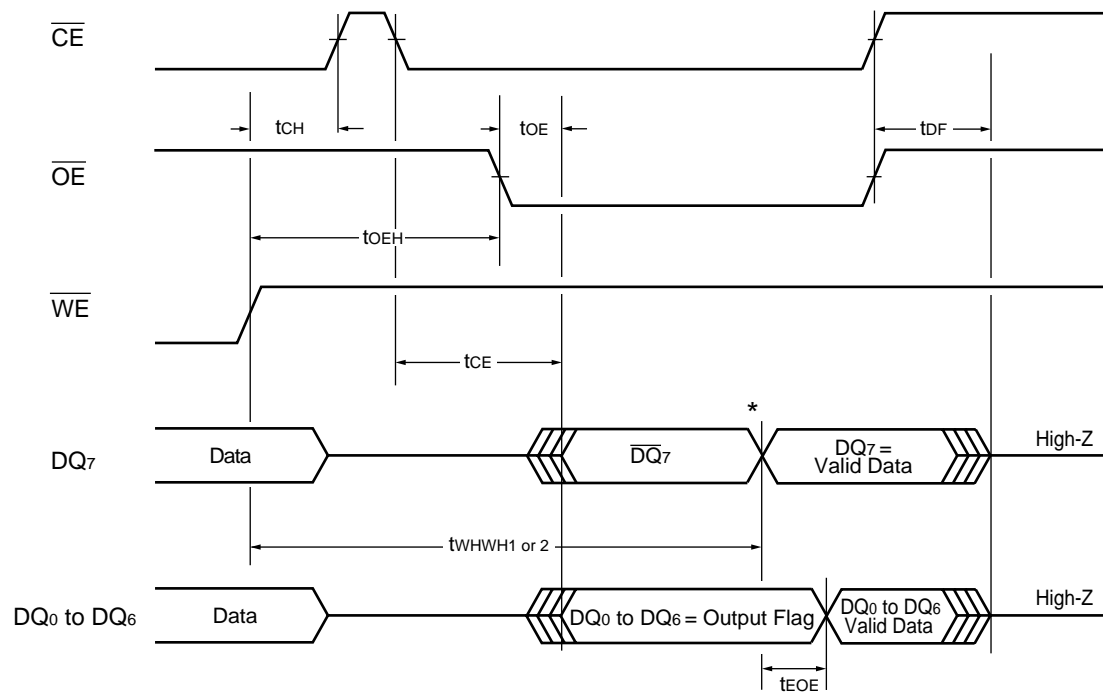 CE
tCH
tOE
tDF
OE
tOEH
WE
tCE
*
DQ7
Data
DQ7
DQ7 =
Valid Data
High-Z
tWHWH1 or 2
DQ0 to DQ6
Data
DQ0 to DQ6 = Output Flag
DQ0 to DQ6
Valid Data
High-Z
tEOE